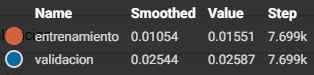 Name Smoothed Value Step
entrenamiento 0.01054 0.01551 7.699k
validacion 0.02544 0.02587 7.699k